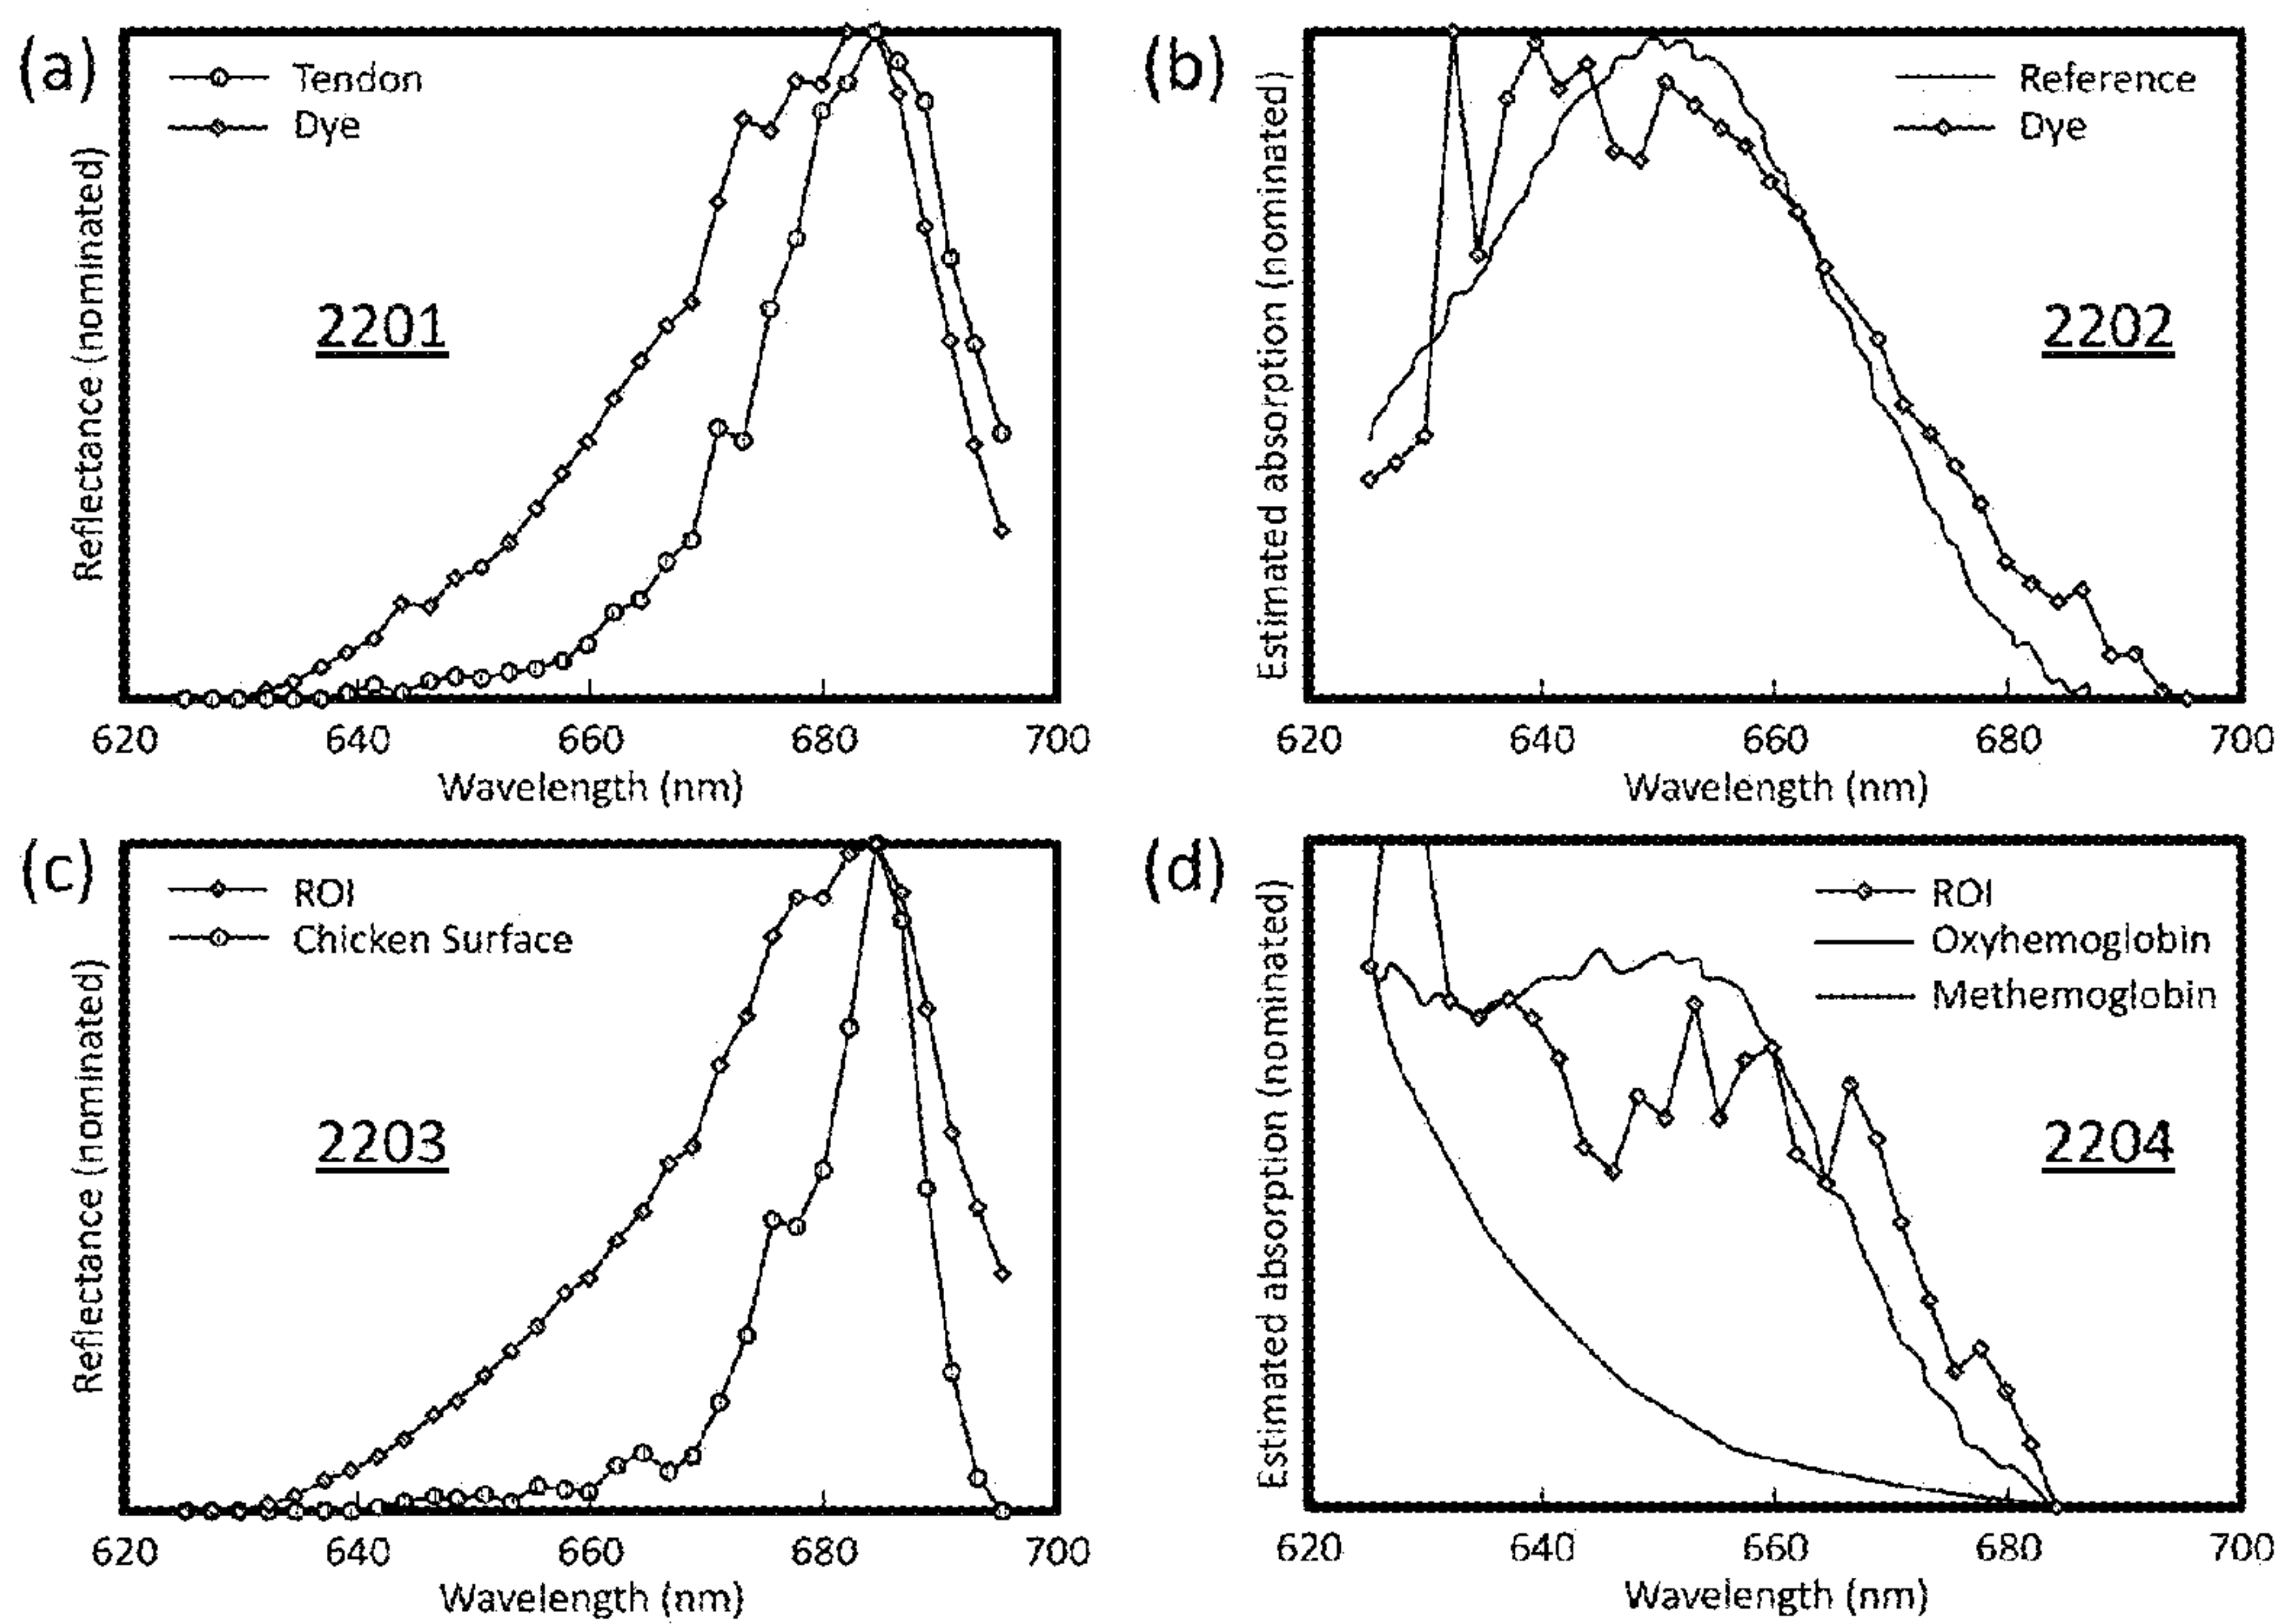 (a)
Tendon
Dye
2201
Reflectance (nominated)
620 640 660 680 700
Wavelength (nm)
(b)
Reference
Dye
2202
Estimated absorption (nominated)
620 640 660 680 700
Wavelength (nm)
(c)
ROI
Chicken Surface
2203
Reflectance (nominated)
620 640 660 680 700
Wavelength (nm)
(d)
ROI
Oxyhemoglobin
Methemoglobin
2204
Estimated absorption (nominated)
620 640 660 680 700
Wavelength (nm)